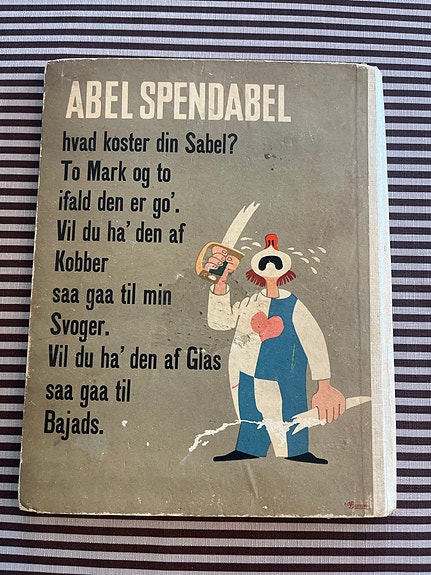 ABEL SPENDABEL
hvad koster din Sabel?
To Mark og to
ifald den er go'.
Vil du ha' den af
Kobber
saa gaa til min
Svoger.
Vil du ha' den af Glas
saa gaa til
Bajads.